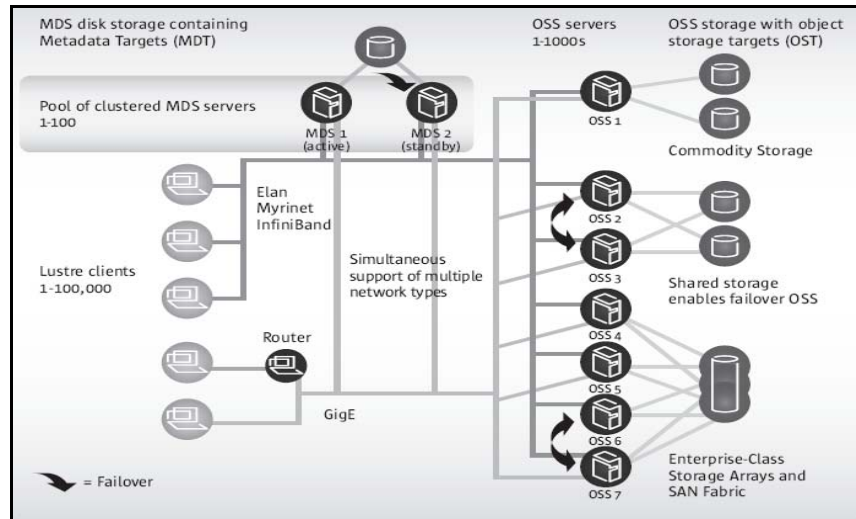 MDS disk storage containing
Metadata Targets (MDT)
OSS servers
1-1000s
OSS storage with object
storage targets (OST)
Pool of clustered MDS servers
1-100
MDS 1
(active)
MDS 2
(standby)
OSS 1
Commodity Storage
Elan
Myrinet
InfiniBand
OSS 2
Simultaneous
support of multiple
network types
Lustre clients
1-100,000
OSS 3
Shared storage
enables failover OSS
Router
OSS 4
OSS 5
GigE
OSS 6
Enterprise-Class
Storage Arrays and
SAN Fabric
OSS 7
= Failover